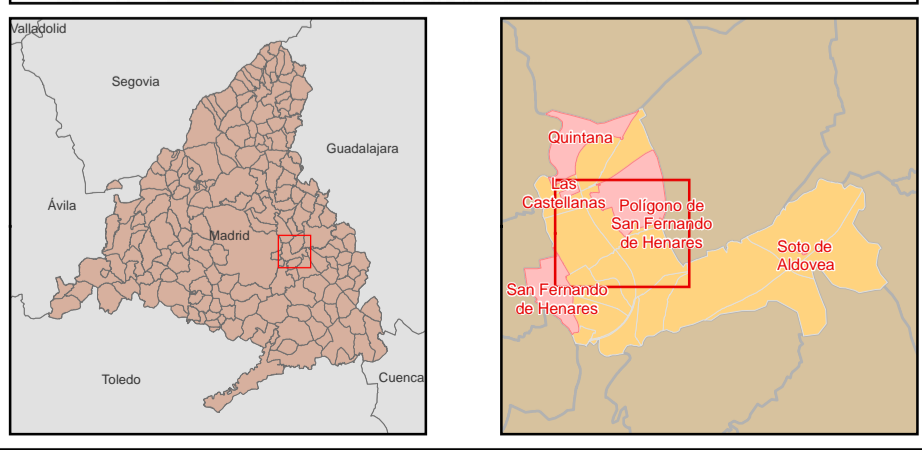 Valladolid
Segovia
Guadalajara
Ávila
Madrid
Toledo
Cuenca
Quintana
Las
Castellanas
Polígono de
San Fernando
de Henares
Soto de
Aldovea
San Fernando
de Henares